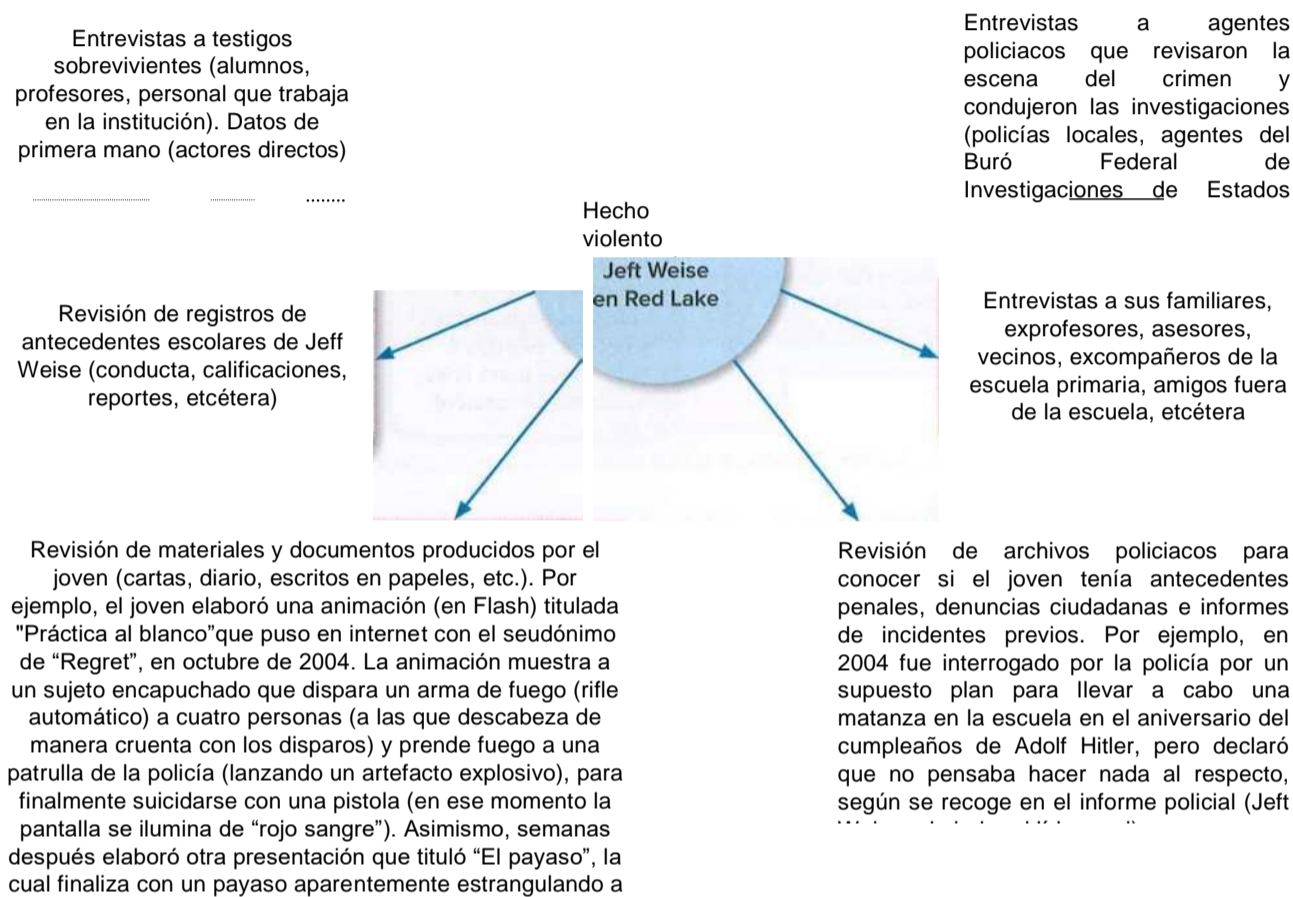 Entrevistas a testigos
sobrevivientes (alumnos,
profesores, personal que trabaja
en la institución). Datos de
primera mano (actores directos)
Entrevistas a agentes
policiacos que revisaron la
escena del crimen y
condujeron las investigaciones
(policías locales, agentes del
Buró Federal de
Investigaciones de Estados
Hecho
violento
Jeft Weise
en Red Lake
Revisión de registros de
antecedentes escolares de Jeff
Weise (conducta, calificaciones,
reportes, etcétera)
Entrevistas a sus familiares,
exprofesores, asesores,
vecinos, excompañeros de la
escuela primaria, amigos fuera
de la escuela, etcétera
Revisión de materiales y documentos producidos por el
joven (cartas, diario, escritos en papeles, etc.). Por
ejemplo, el joven elaboró una animación (en Flash) titulada
"Práctica al blanco”que puso en internet con el seudónimo
de “Regret”, en octubre de 2004. La animación muestra a
un sujeto encapuchado que dispara un arma de fuego (rifle
automático) a cuatro personas (a las que descabeza de
manera cruenta con los disparos) y prende fuego a una
patrulla de la policía (lanzando un artefacto explosivo), para
finalmente suicidarse con una pistola (en ese momento la
pantalla se ilumina de “rojo sangre”). Asimismo, semanas
después elaboró otra presentación que tituló “El payaso”, la
cual finaliza con un payaso aparentemente estrangulando a
Revisión de archivos policiacos para
conocer si el joven tenía antecedentes
penales, denuncias ciudadanas e informes
de incidentes previos. Por ejemplo, en
2004 fue interrogado por la policía por un
supuesto plan para llevar a cabo una
matanza en la escuela en el aniversario del
cumpleaños de Adolf Hitler, pero declaró
que no pensaba hacer nada al respecto,
según se recoge en el informe policial (Jeft